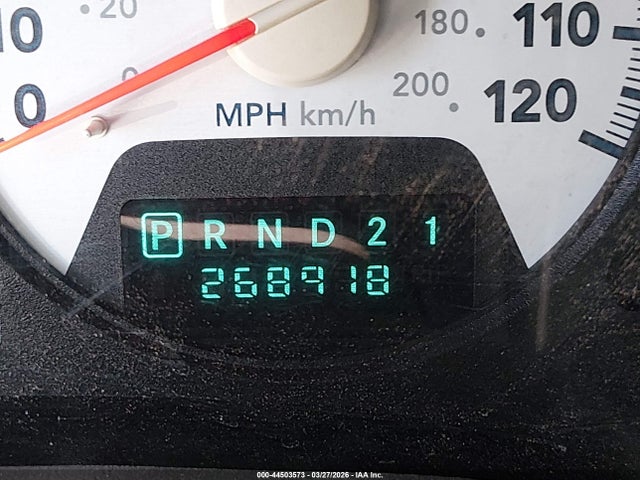 10 20 180 110
0 0 200 120
MPH km/h
P R N D 2 1
268918
000-44503573 - 03/27/2026 - IAA Inc.